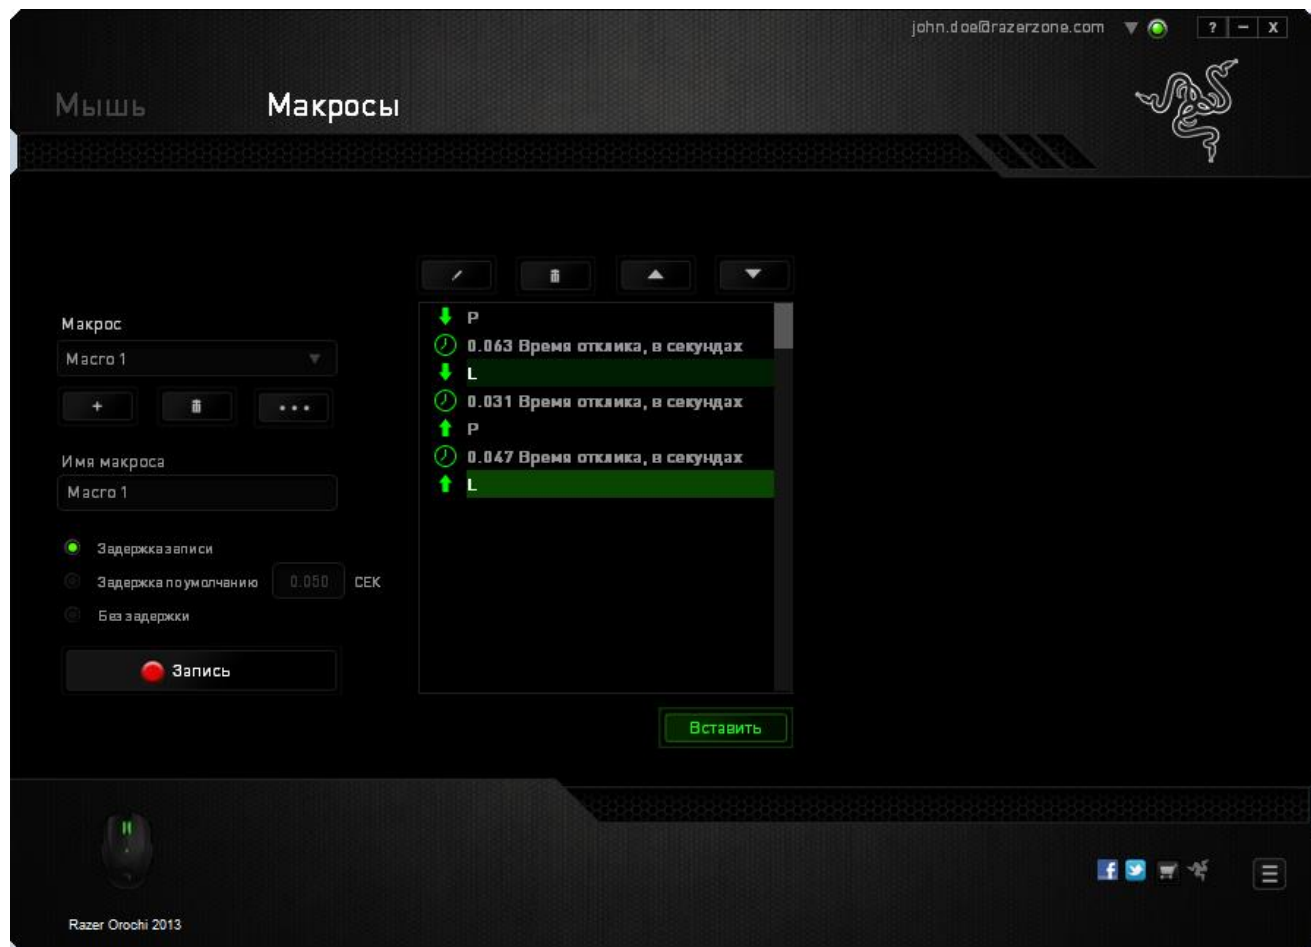 john.doe@razerzone.com
? – X
Мышь Макросы
Макрос
Macro 1
+
Имя макроса
Macro 1
Задержка записи
Задержка по умолчанию 0.050 СЕК
Без задержки
Запись
P
0.063 Время отклика, в секундах
L
0.031 Время отклика, в секундах
P
0.047 Время отклика, в секундах
L
Вставить
Razer Orochi 2013